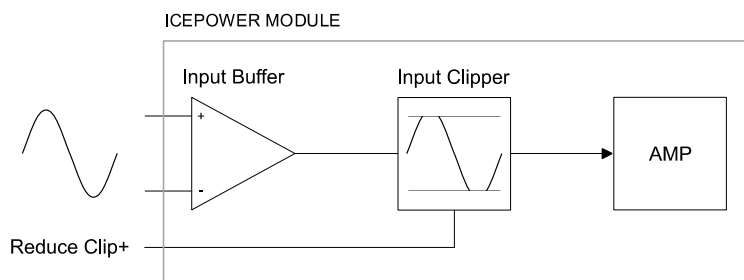 ICEPOWER MODULE
Input Buffer
Input Clipper
+
-
AMP
Reduce Clip+